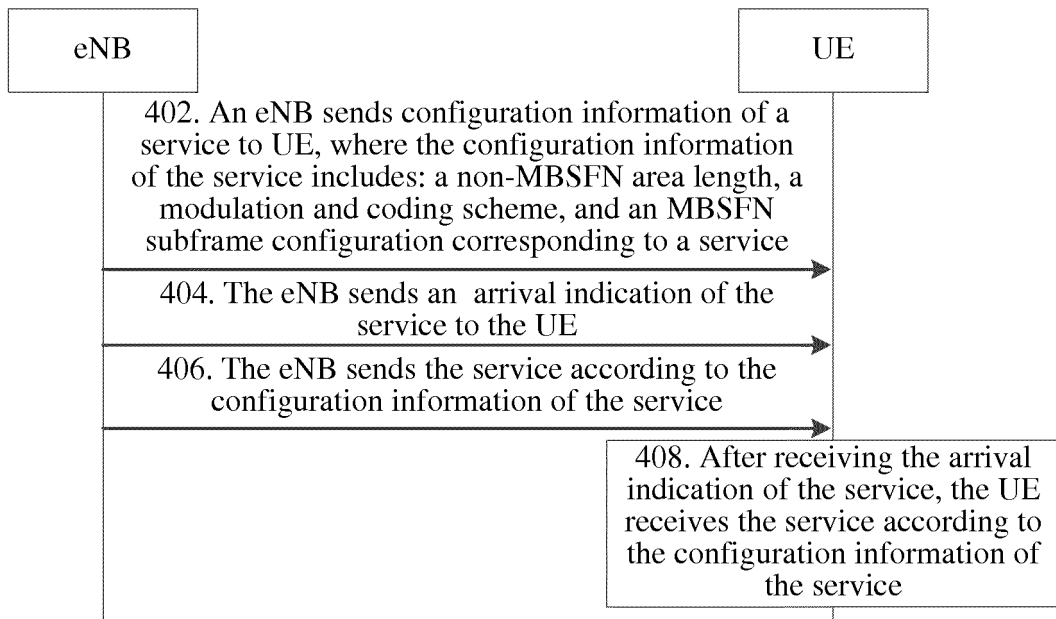 eNB
UE
402. An eNB sends configuration information of a
service to UE, where the configuration information
of the service includes: a non-MBSFN area length, a
modulation and coding scheme, and an MBSFN
subframe configuration corresponding to a service
404. The eNB sends an arrival indication of the
service to the UE
406. The eNB sends the service according to the
configuration information of the service
408. After receiving the arrival
indication of the service, the UE
receives the service according to
the configuration information of
the service